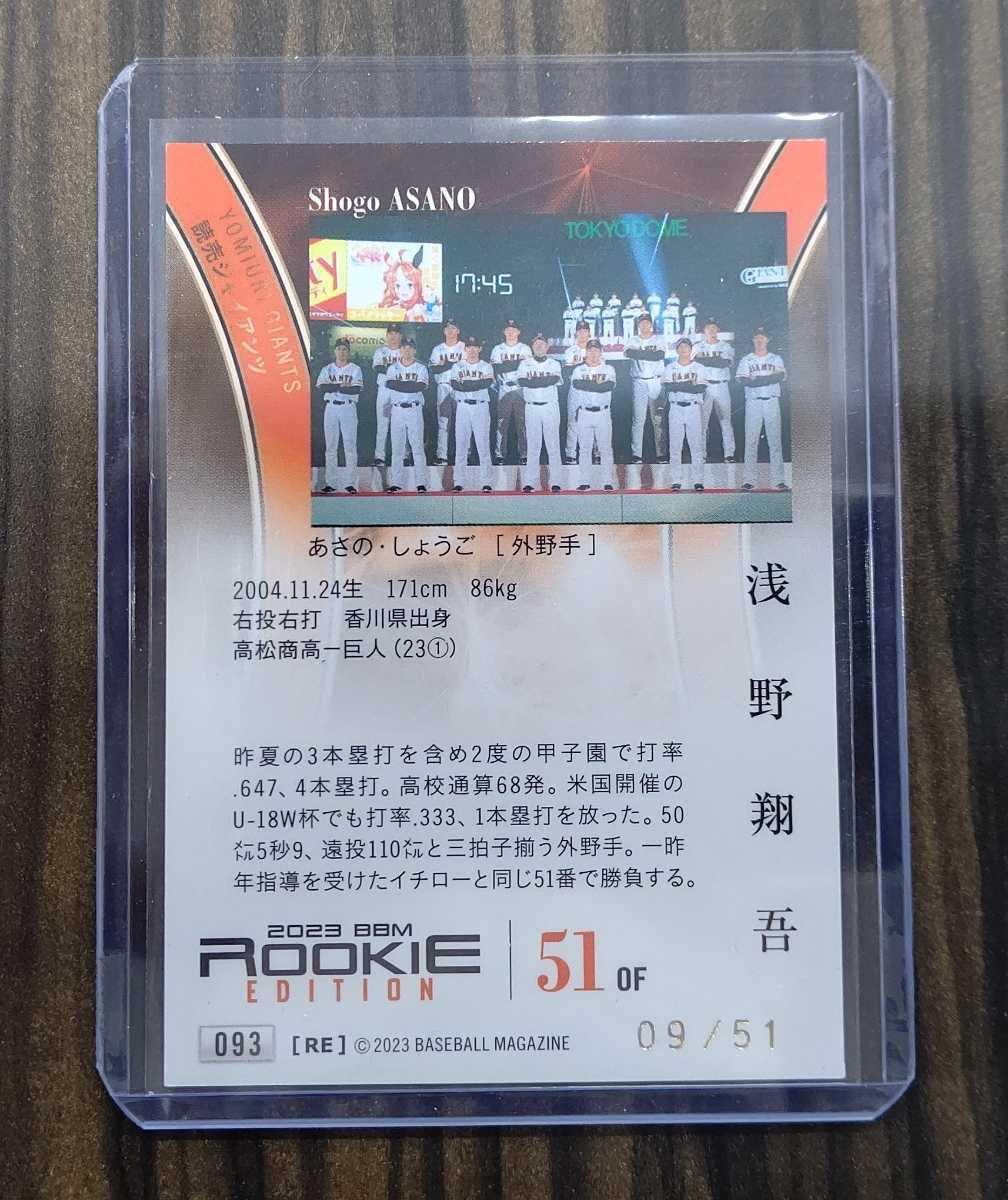 Shogo ASANO
YOMIURI GIANTS
読売ジャイアンツ
TOKYO DOME
17:45
docomo
GIANTS
あさの・しょうご [外野手]
2004.11.24生 171cm 86kg
右投右打 香川県出身
高松商高ー巨人(23①)
浅野翔吾
昨夏の3本塁打を含め2度の甲子園で打率
.647、4本塁打。高校通算68発。米国開催の
U-18W杯でも打率.333、1本塁打を放った。50
㍍5秒9、遠投110㍍と三拍子揃う外野手。一昨
年指導を受けたイチローと同じ51番で勝負する。
2023 BBM
ROOKIE
EDITION
51 OF
093 [RE] ©2023 BASEBALL MAGAZINE
09/51